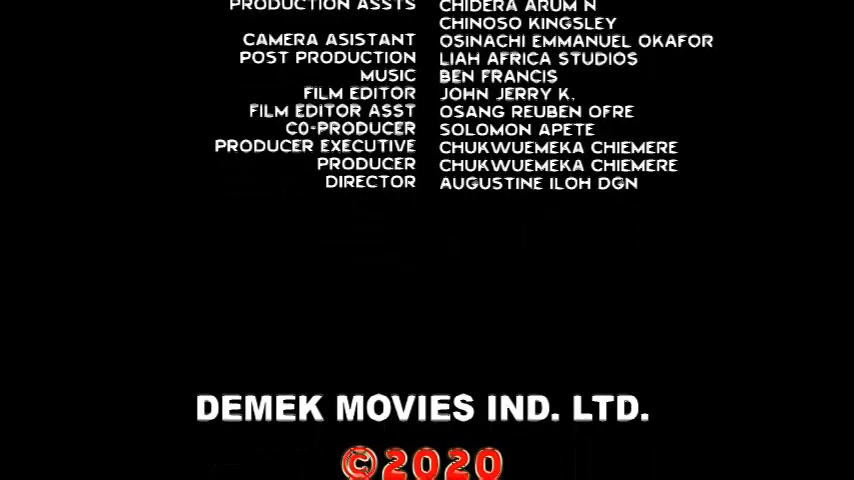 PRODUCTION ASSTS CHIDERA ARUM N
CHINOSO KINGSLEY
CAMERA ASISTANT OSINACHI EMMANUEL OKAFOR
POST PRODUCTION LIAH AFRICA STUDIOS
MUSIC BEN FRANCIS
FILM EDITOR JOHN JERRY K.
FILM EDITOR ASST OSANG REUBEN OFRE
CO-PRODUCER SOLOMON APETE
PRODUCER EXECUTIVE CHUKWUEMEKA CHIEMERE
PRODUCER CHUKWUEMEKA CHIEMERE
DIRECTOR AUGUSTINE ILOH DGN
DEMEK MOVIES IND. LTD.
©2020